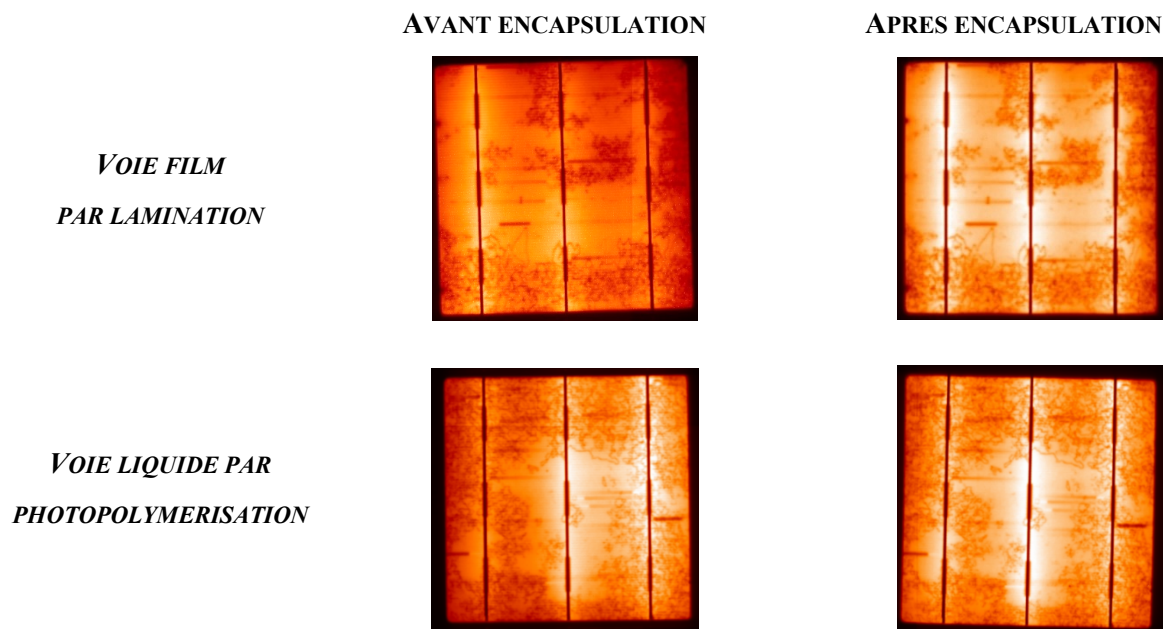 AVANT ENCAPSULATION
APRES ENCAPSULATION
VOIE FILM
PAR LAMINATION
VOIE LIQUIDE PAR
PHOTOPOLYMERISATION